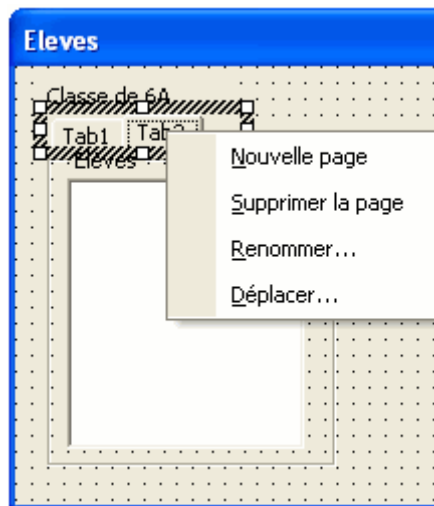 Eleves
Classe de 6A
Tab1 Tab2
Eleves
Nouvelle page
Supprimer la page
Renommer...
Déplacer...